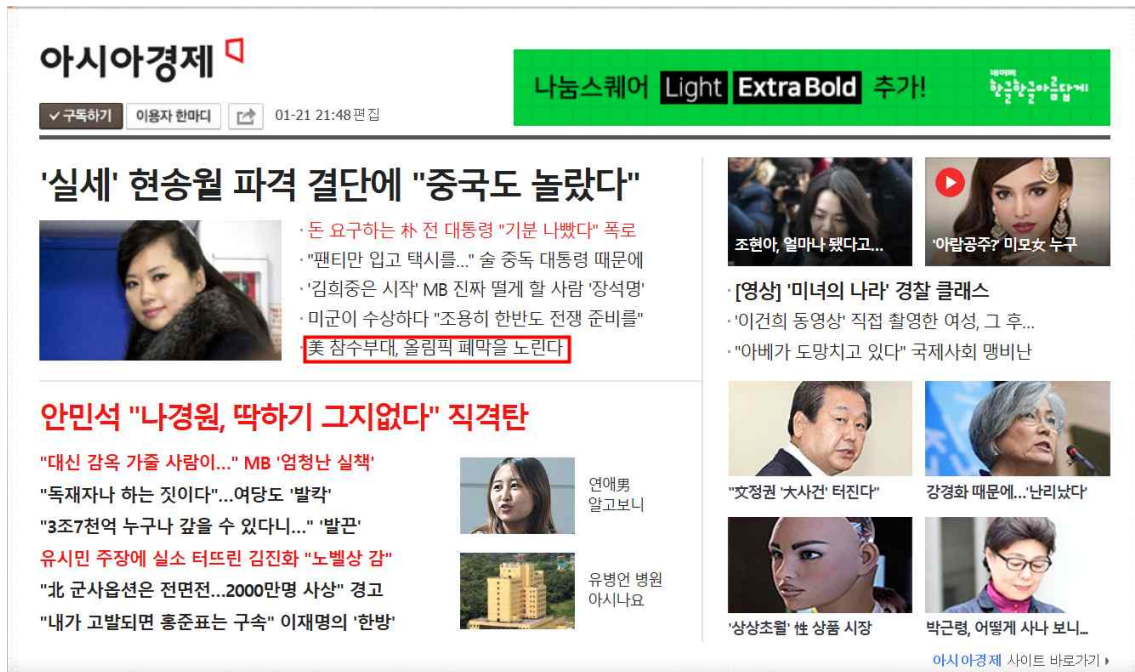 아시아경제
나눔스퀘어 Light ExtraBold 추가!
네이버
한글한글아름답게
구독하기 이용자 한마디 01-21 21:48 편집
'실세' 현송월 파격 결단에 "중국도 놀랐다"
· 돈 요구하는 朴 전 대통령 "기분 나빴다" 폭로
· "팬티만 입고 택시를..." 술 중독 대통령 때문에
· '김희중은 시작' MB 진짜 떨게 할 사람 '장석명'
· 미군이 수상하다 "조용히 한반도 전쟁 준비를"
· 美 참수부대, 올림픽 폐막을 노린다
안민석 "나경원, 딱하기 그지없다" 직격탄
"대신 감옥 가줄 사람이..." MB '엄청난 실책'
"독재자나 하는 짓이다"...여당도 '발칵'
"3조7천억 누구나 갚을 수 있다니..." '발끈'
유시민 주장에 실소 터뜨린 김진화 "노벨상 감"
"北 군사옵션은 전면전...2000만명 사상" 경고
"내가 고발되면 홍준표는 구속" 이재명의 '한방'
연애男
알고보니
유병언 병원
아시나요
조현아, 얼마나 됐다고...
'아랍공주?' 미모女 누구
· [영상] '미녀의 나라' 경찰 클래스
· '이건희 동영상' 직접 촬영한 여성, 그 후...
· "아베가 도망치고 있다" 국제사회 맹비난
"文정권 '大사건' 터진다"
강경화 때문에...'난리났다'
'상상초월' 性 상품 시장
박근령, 어떻게 사나 보니...
아시아경제 사이트 바로가기